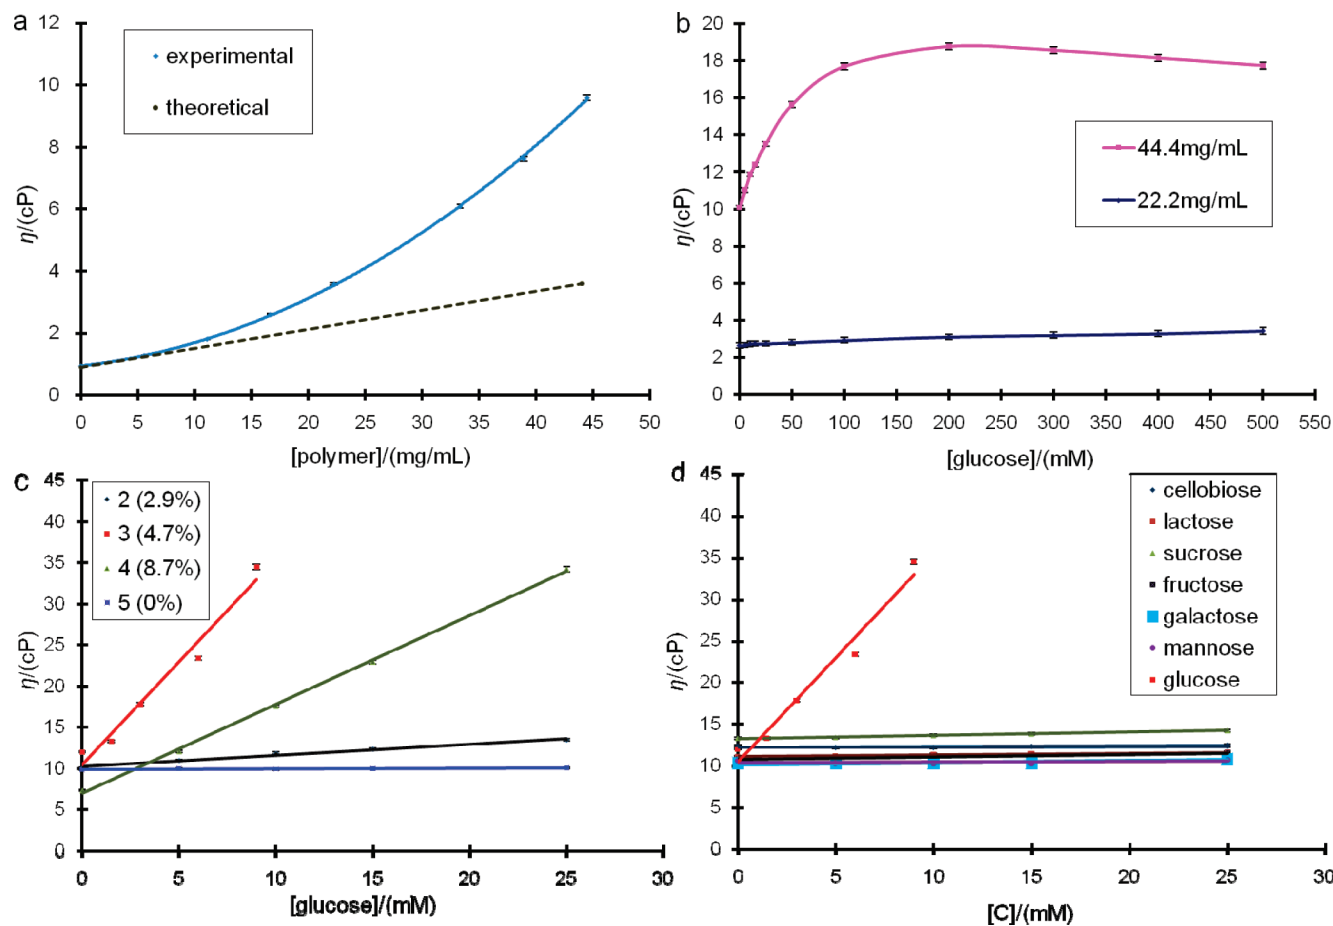 a
12
10
8
6
4
2
0
η/(cP)
experimental
theoretical
0 5 10 15 20 25 30 35 40 45 50
[polymer]/(mg/mL)
b
20
18
16
14
12
10
8
6
4
2
0
η/(cP)
44.4mg/mL
22.2mg/mL
0 50 100 150 200 250 300 350 400 450 500 550
[glucose]/(mM)
c
45
40
35
30
25
20
15
10
5
0
η/(cP)
2 (2.9%)
3 (4.7%)
4 (8.7%)
5 (0%)
0 5 10 15 20 25 30
[glucose]/(mM)
d
45
40
35
30
25
20
15
10
5
0
η/(cP)
cellobiose
lactose
sucrose
fructose
galactose
mannose
glucose
0 5 10 15 20 25 30
[C]/(mM)